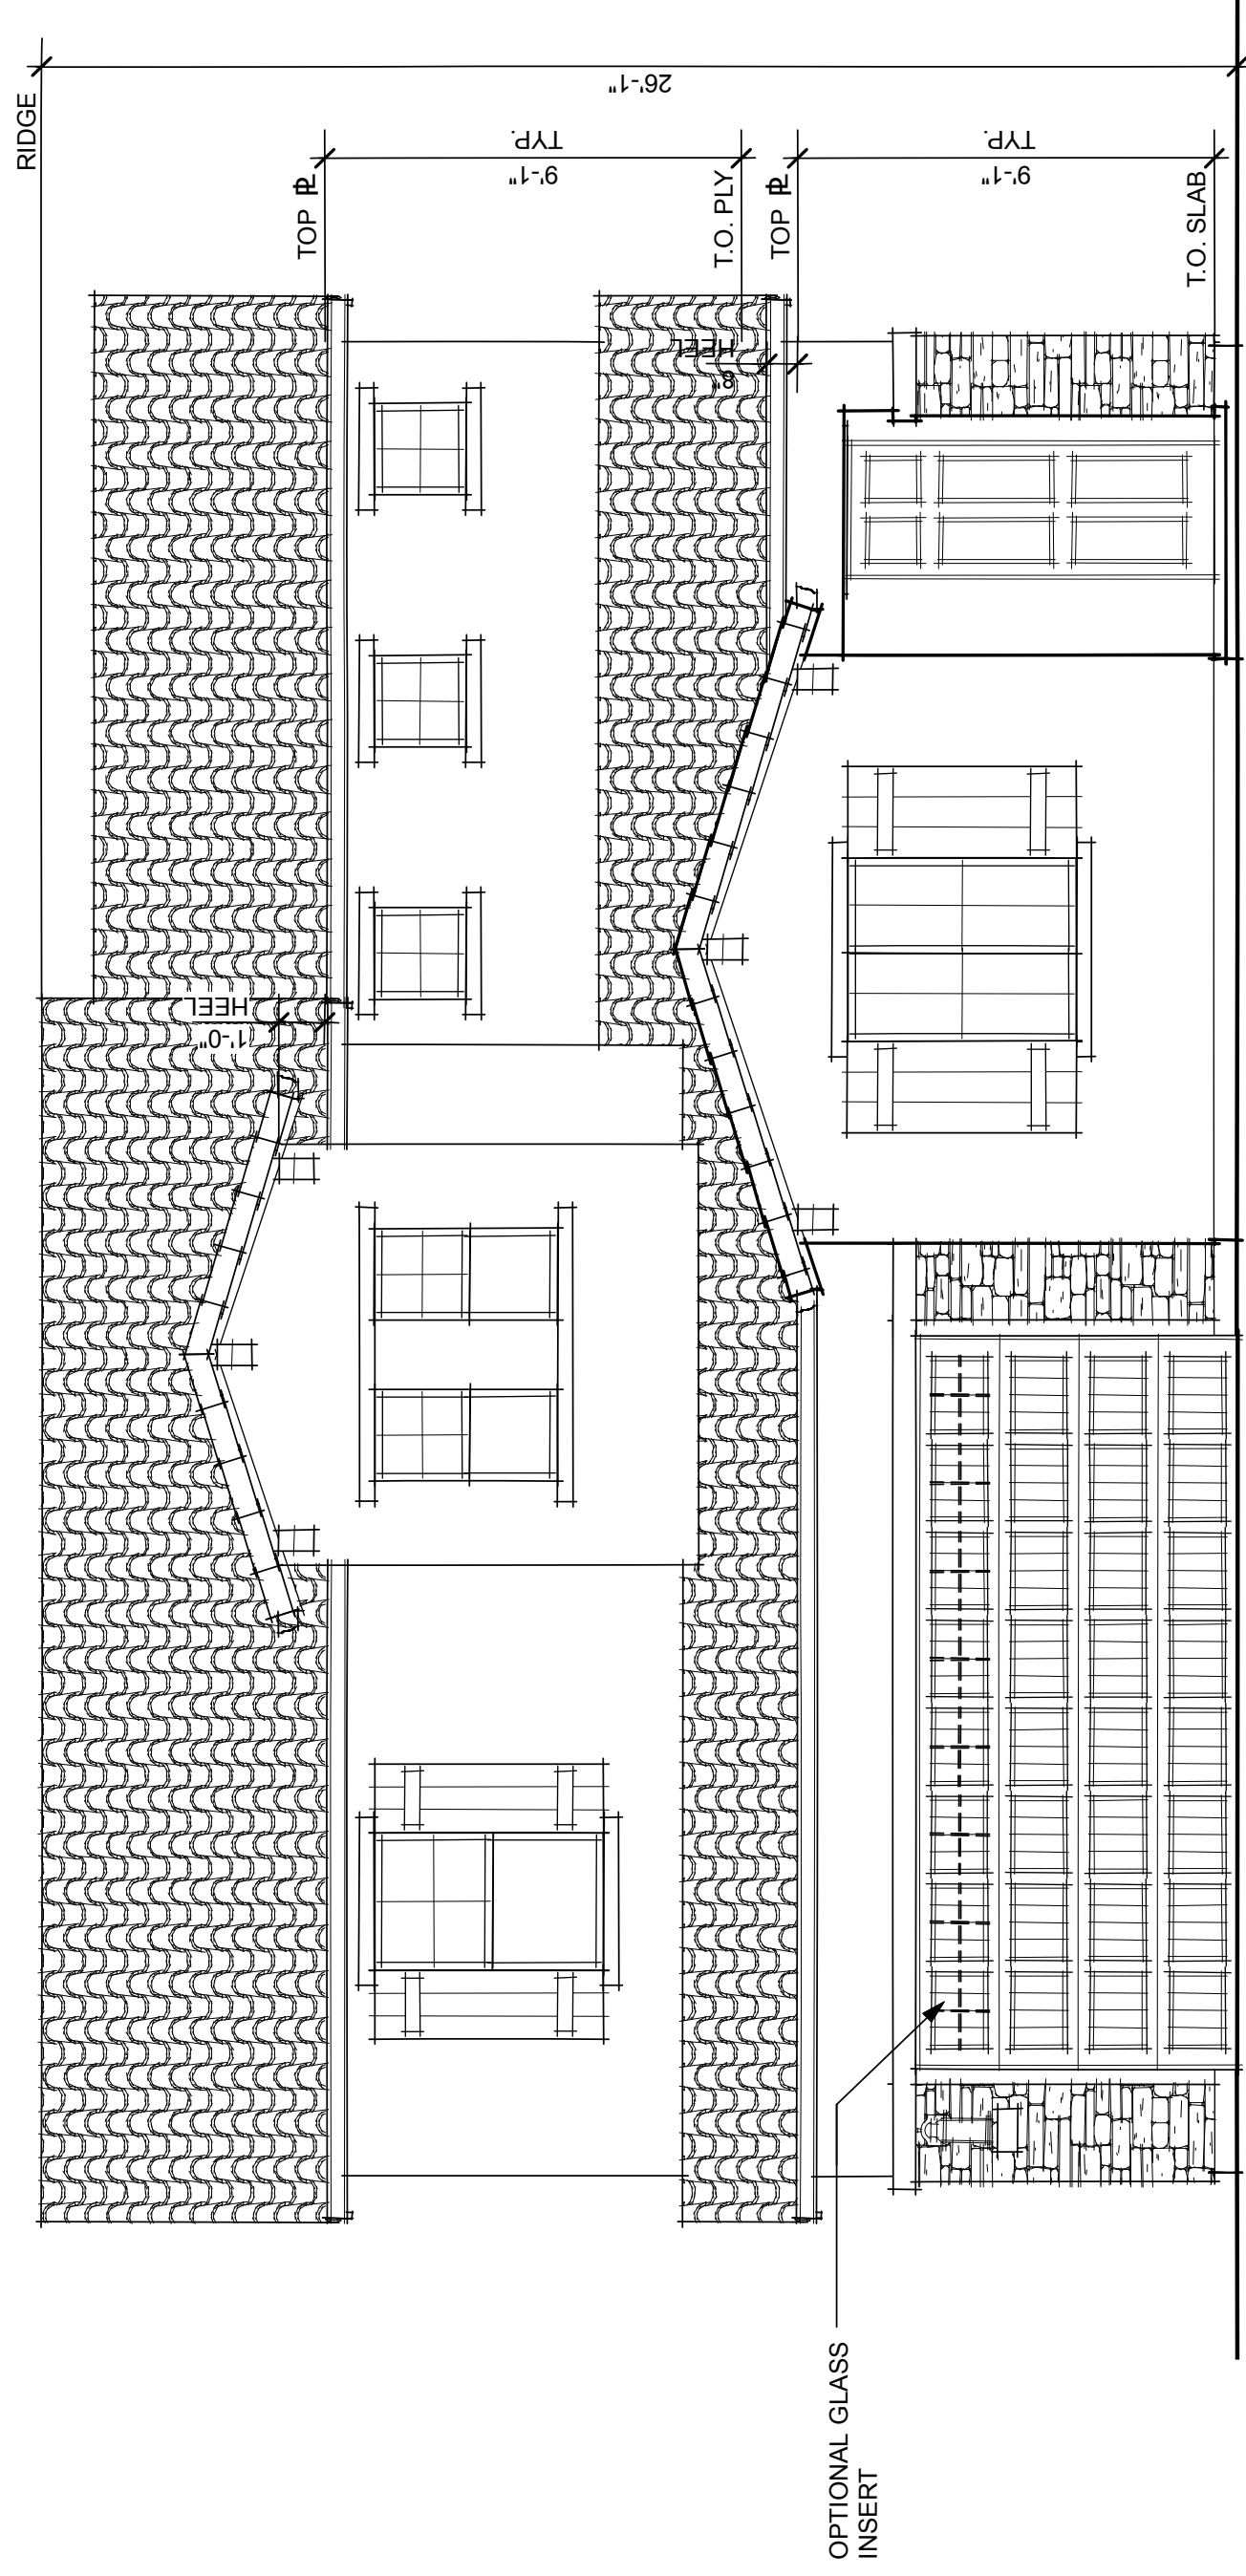 RIDGE
26'-1"
TOP PL
9'-1"
TYP.
T.O. PLY
TOP PL
9'-1"
TYP.
T.O. SLAB
1'-0"
HEEL
8"
HEEL
OPTIONAL GLASS
INSERT